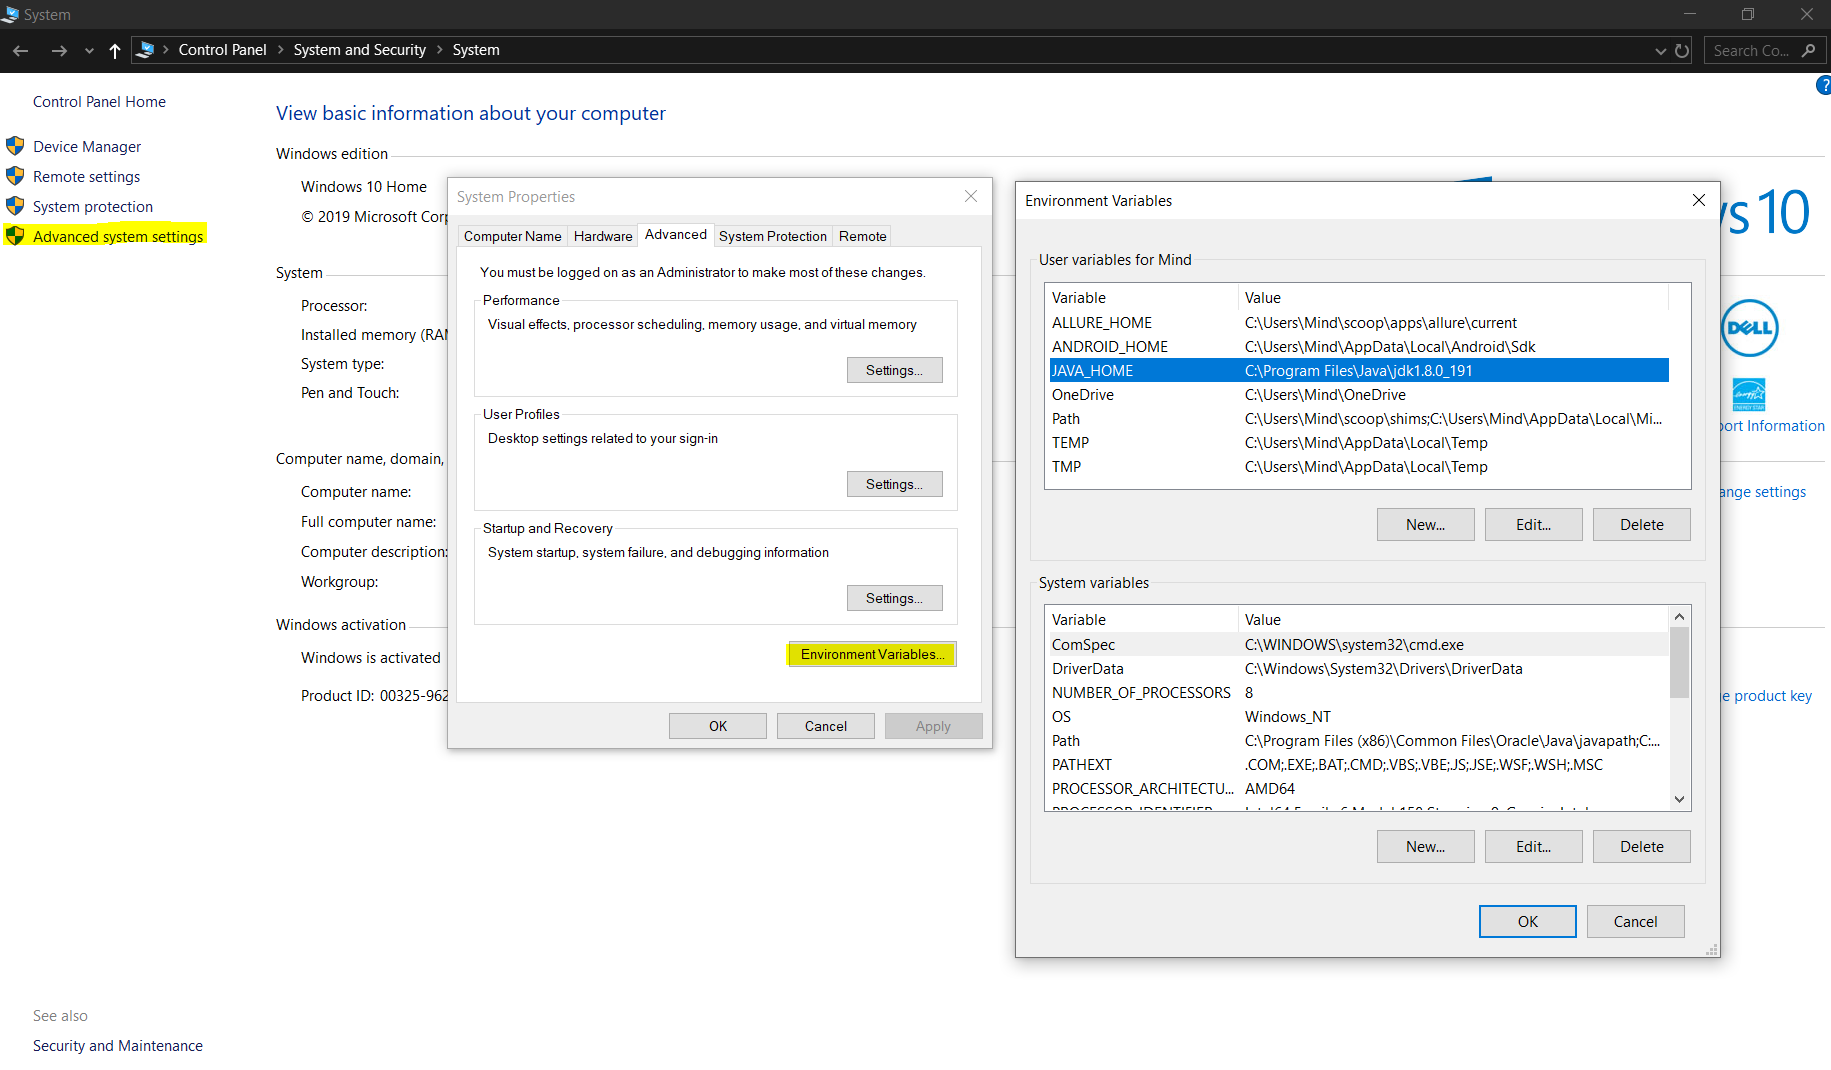 System
Control Panel > System and Security > System
Search Co...
Control Panel Home
Device Manager
Remote settings
System protection
Advanced system settings
See also
Security and Maintenance
View basic information about your computer
Windows edition
Windows 10 Home
© 2019 Microsoft
System
Processor:
Installed memory
System type:
Pen and Touch:
Computer name, domain,
Computer name:
Full computer name:
Computer description:
Workgroup:
Windows activation
Windows is activated
Product ID: 00325-962
System Properties
Computer Name
Hardware
Advanced
System Protection
Remote
You must be logged on as an Administrator to make most of these changes.
Performance
Visual effects, processor scheduling, memory usage, and virtual memory
Settings...
User Profiles
Desktop settings related to your sign-in
Settings...
Startup and Recovery
System startup, system failure, and debugging information
Settings...
Environment Variables...
OK
Cancel
Apply
Environment Variables
User variables for Mind
Variable Value
ALLURE_HOME C:\Users\Mind\scoop\apps\allure\current
ANDROID_HOME C:\Users\Mind\AppData\Local\Android\Sdk
JAVA_HOME C:\Program Files\Java\jdk1.8.0_191
OneDrive C:\Users\Mind\OneDrive
Path C:\Users\Mind\scoop\shims;C:\Users\Mind\AppData\Local\Mi...
TEMP C:\Users\Mind\AppData\Local\Temp
TMP C:\Users\Mind\AppData\Local\Temp
New...
Edit...
Delete
System variables
Variable Value
ComSpec C:\WINDOWS\system32\cmd.exe
DriverData C:\Windows\System32\Drivers\DriverData
NUMBER_OF_PROCESSORS 8
OS Windows_NT
Path C:\Program Files (x86)\Common Files\Oracle\Java\javapath;C:...
PATHEXT .COM;.EXE;.BAT;.CMD;.VBS;.VBE;.JS;.JSE;.WSF;.WSH;.MSC
PROCESSOR_ARCHITECTU... AMD64
New...
Edit...
Delete
OK
Cancel
?
10
DELL
Information
settings
product key